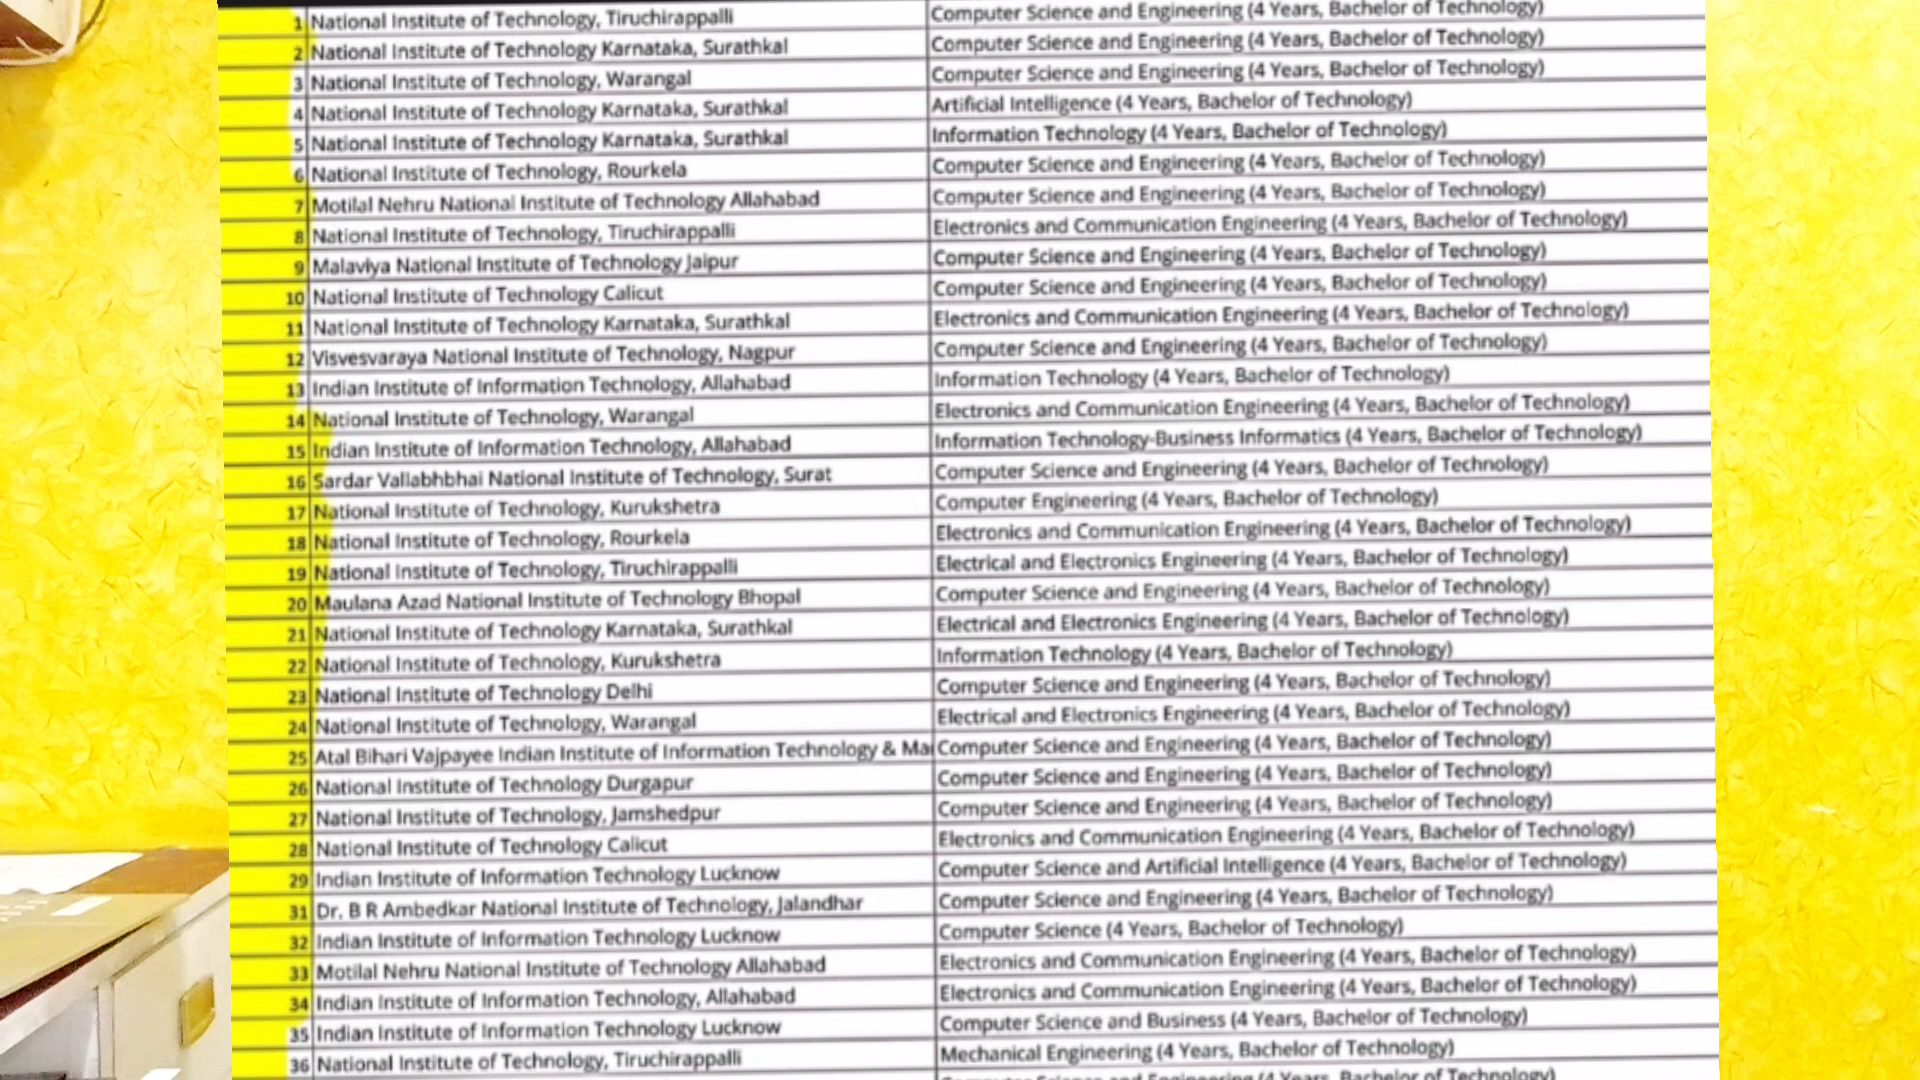 1 National Institute of Technology, Tiruchirappalli Computer Science and Engineering (4 Years, Bachelor of Technology)
2 National Institute of Technology Karnataka, Surathkal Computer Science and Engineering (4 Years, Bachelor of Technology)
3 National Institute of Technology, Warangal Computer Science and Engineering (4 Years, Bachelor of Technology)
4 National Institute of Technology Karnataka, Surathkal Artificial Intelligence (4 Years, Bachelor of Technology)
5 National Institute of Technology Karnataka, Surathkal Information Technology (4 Years, Bachelor of Technology)
6 National Institute of Technology, Rourkela Computer Science and Engineering (4 Years, Bachelor of Technology)
7 Motilal Nehru National Institute of Technology Allahabad Computer Science and Engineering (4 Years, Bachelor of Technology)
8 National Institute of Technology, Tiruchirappalli Electronics and Communication Engineering (4 Years, Bachelor of Technology)
9 Malaviya National Institute of Technology Jaipur Computer Science and Engineering (4 Years, Bachelor of Technology)
10 National Institute of Technology Calicut Computer Science and Engineering (4 Years, Bachelor of Technology)
11 National Institute of Technology Karnataka, Surathkal Electronics and Communication Engineering (4 Years, Bachelor of Technology)
12 Visvesvaraya National Institute of Technology, Nagpur Computer Science and Engineering (4 Years, Bachelor of Technology)
13 Indian Institute of Information Technology, Allahabad Information Technology (4 Years, Bachelor of Technology)
14 National Institute of Technology, Warangal Electronics and Communication Engineering (4 Years, Bachelor of Technology)
15 Indian Institute of Information Technology, Allahabad Information Technology-Business Informatics (4 Years, Bachelor of Technology)
16 Sardar Vallabhbhai National Institute of Technology, Surat Computer Science and Engineering (4 Years, Bachelor of Technology)
17 National Institute of Technology, Kurukshetra Computer Engineering (4 Years, Bachelor of Technology)
18 National Institute of Technology, Rourkela Electronics and Communication Engineering (4 Years, Bachelor of Technology)
19 National Institute of Technology, Tiruchirappalli Electrical and Electronics Engineering (4 Years, Bachelor of Technology)
20 Maulana Azad National Institute of Technology Bhopal Computer Science and Engineering (4 Years, Bachelor of Technology)
21 National Institute of Technology Karnataka, Surathkal Electrical and Electronics Engineering (4 Years, Bachelor of Technology)
22 National Institute of Technology, Kurukshetra Information Technology (4 Years, Bachelor of Technology)
23 National Institute of Technology Delhi Computer Science and Engineering (4 Years, Bachelor of Technology)
24 National Institute of Technology, Warangal Electrical and Electronics Engineering (4 Years, Bachelor of Technology)
25 Atal Bihari Vajpayee Indian Institute of Information Technology & Ma Computer Science and Engineering (4 Years, Bachelor of Technology)
26 National Institute of Technology Durgapur Computer Science and Engineering (4 Years, Bachelor of Technology)
27 National Institute of Technology, Jamshedpur Computer Science and Engineering (4 Years, Bachelor of Technology)
28 National Institute of Technology Calicut Electronics and Communication Engineering (4 Years, Bachelor of Technology)
29 Indian Institute of Information Technology Lucknow Computer Science and Artificial Intelligence (4 Years, Bachelor of Technology)
31 Dr. B R Ambedkar National Institute of Technology, Jalandhar Computer Science and Engineering (4 Years, Bachelor of Technology)
32 Indian Institute of Information Technology Lucknow Computer Science (4 Years, Bachelor of Technology)
33 Motilal Nehru National Institute of Technology Allahabad Electronics and Communication Engineering (4 Years, Bachelor of Technology)
34 Indian Institute of Information Technology, Allahabad Electronics and Communication Engineering (4 Years, Bachelor of Technology)
35 Indian Institute of Information Technology Lucknow Computer Science and Business (4 Years, Bachelor of Technology)
36 National Institute of Technology, Tiruchirappalli Mechanical Engineering (4 Years, Bachelor of Technology)
Computer Science and Engineering (4 Years, Bachelor of Technology)